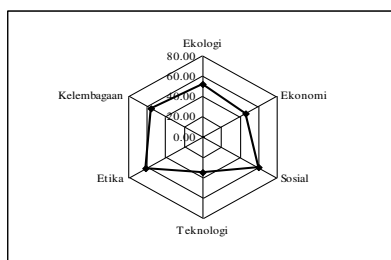 Ekologi
80.00
60.00
Kelembagaan
40.00
Ekonomi
20.00
0.00
Etika
Sosial
Teknologi